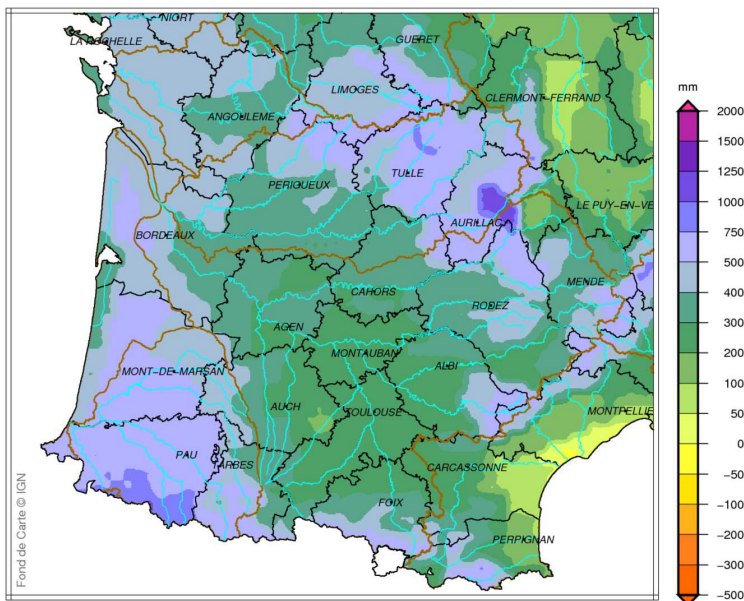 NIORT
LA ROCHELLE
GUERET
LIMOGES
CLERMONT-FERRAND
ANGOULEME
TULLE
PERIGUEUX
LE PUY-EN-VE
AURILLAC
BORDEAUX
MENDE
CAHORS
RODEZ
AGEN
MONTAUBAN
ALBI
MONT-DE-MARSAN
AUCH
TOULOUSE
MONTPELLIE
PAU
TARBES
CARCASSONNE
FOIX
PERPIGNAN
Fond de Carte © IGN
mm
2000
1500
1250
1000
750
500
400
300
200
100
50
0
-50
-100
-200
-300
-500